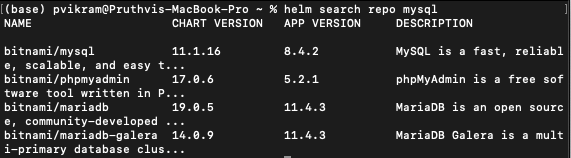 (base) pvikram@Pruthvis-MacBook-Pro ~ % helm search repo mysql
NAME CHART VERSION APP VERSION DESCRIPTION
bitnami/mysql 11.1.16 8.4.2 MySQL is a fast, reliabl
e, scalable, and easy t...
bitnami/phpmyadmin 17.0.6 5.2.1 phpMyAdmin is a free sof
tware tool written in P...
bitnami/mariadb 19.0.5 11.4.3 MariaDB is an open sourc
e, community-developed ...
bitnami/mariadb-galera 14.0.9 11.4.3 MariaDB Galera is a mult
i-primary database clus...